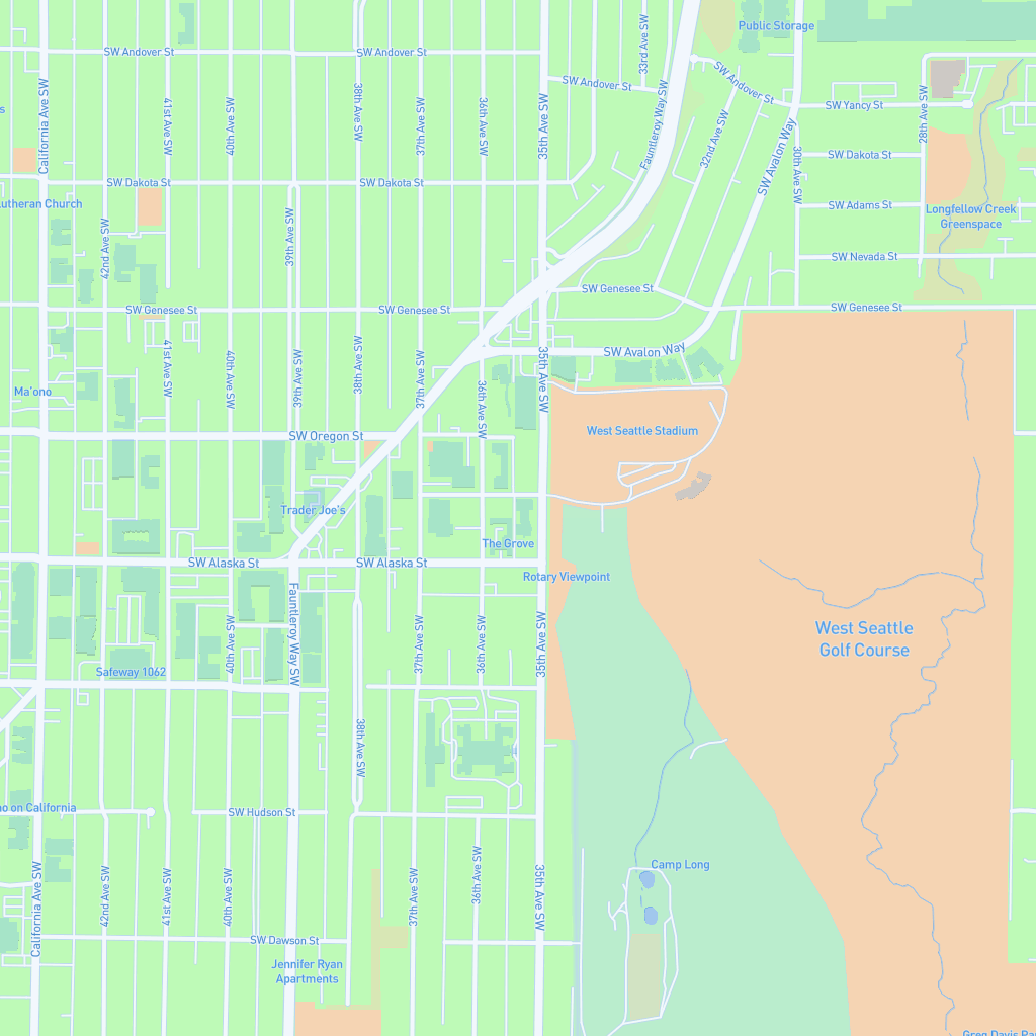 Public Storage
SW Andover St
SW Andover St
33rd Ave SW
SW Andover St
SW Andover St
California Ave SW
41st Ave SW
40th Ave SW
38th Ave SW
37th Ave SW
36th Ave SW
35th Ave SW
Fauntleroy Way SW
32nd Ave SW
SW Avalon Way
30th Ave SW
SW Yancy St
28th Ave SW
SW Dakota St
SW Dakota St
SW Dakota St
utheran Church
SW Adams St
Longfellow Creek
Greenspace
42nd Ave SW
39th Ave SW
SW Nevada St
SW Genesee St
SW Genesee St
SW Genesee St
SW Genesee St
41st Ave SW
40th Ave SW
39th Ave SW
38th Ave SW
37th Ave SW
36th Ave SW
35th Ave SW
SW Avalon Way
Ma'ono
SW Oregon St
West Seattle Stadium
Trader Joe's
The Grove
SW Alaska St
SW Alaska St
Rotary Viewpoint
Fauntleroy Way SW
40th Ave SW
37th Ave SW
36th Ave SW
35th Ave SW
West Seattle
Golf Course
Safeway 1062
38th Ave SW
no on California
SW Hudson St
Camp Long
California Ave SW
42nd Ave SW
41st Ave SW
40th Ave SW
37th Ave SW
36th Ave SW
35th Ave SW
SW Dawson St
Jennifer Ryan
Apartments
Greg Davis Pa